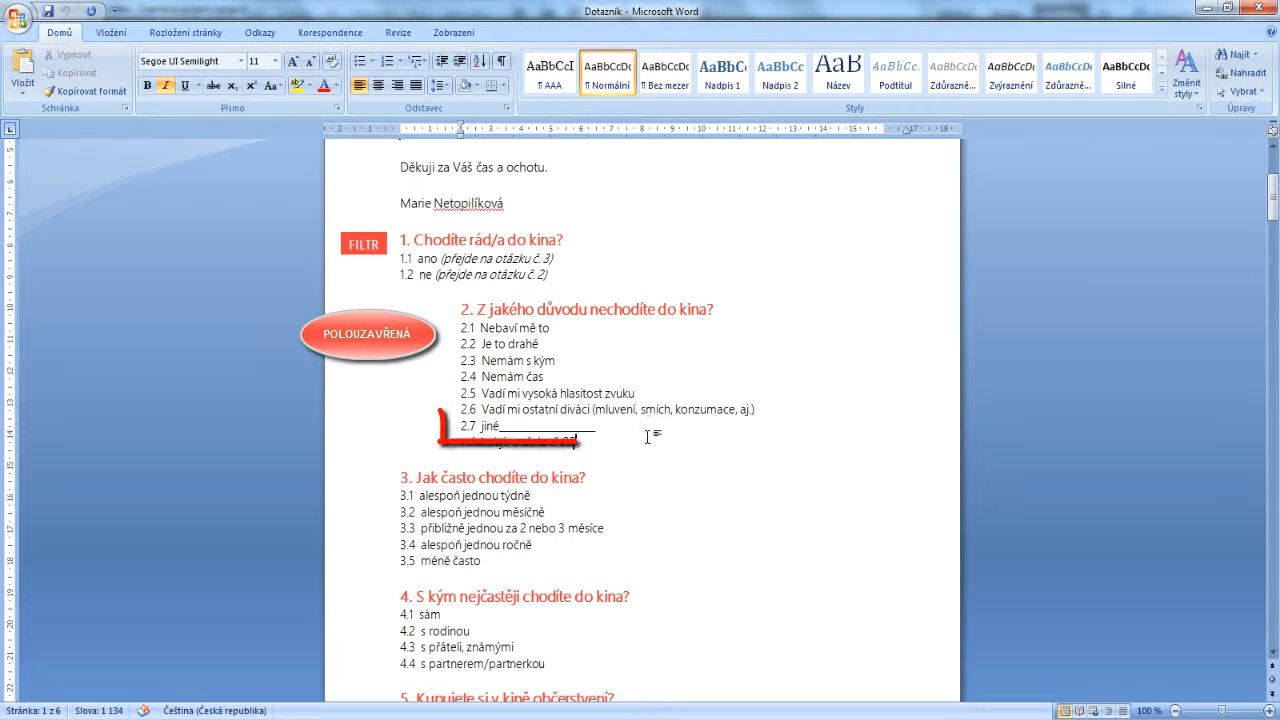 Dotazník - Microsoft Word
Domů Vložení Rozložení stránky Odkazy Korespondence Revize Zobrazení
Vložit
Vyjmout
Kopírovat
Kopírovat formát
Schránka
Segoe UI Semilight 11
Písmo
Odstavec
AaBbCcI AaBbCcDc AaBbCcDc AaBbCc AaBbCc AaB AaBbCc. AaBbCcDc AaBbCcDc AaBbCcDc AaBbCc
¶ AAA ¶ Normální ¶ Bez mezer Nadpis 1 Nadpis 2 Název Podtitul Zdůrazně... Zvýraznění Zdůrazně... Silné
Styly
Změnit
styly
Najít
Nahradit
Vybrat
Úpravy
Děkuji za Váš čas a ochotu.
Marie Netopilíková
FILTR
1. Chodíte rád/a do kina?
1.1 ano (přejde na otázku č. 3)
1.2 ne (přejde na otázku č. 2)
POLOUZAVŘENÁ
2. Z jakého důvodu nechodíte do kina?
2.1 Nebaví mě to
2.2 Je to drahé
2.3 Nemám s kým
2.4 Nemám čas
2.5 Vadí mi vysoká hlasitost zvuku
2.6 Vadí mi ostatní diváci (mluvení, smích, konzumace, aj.)
2.7 jiné_______________
3. Jak často chodíte do kina?
3.1 alespoň jednou týdně
3.2 alespoň jednou měsíčně
3.3 přibližně jednou za 2 nebo 3 měsíce
3.4 alespoň jednou ročně
3.5 méně často
4. S kým nejčastěji chodíte do kina?
4.1 sám
4.2 s rodinou
4.3 s přáteli, známými
4.4 s partnerem/partnerkou
5. Kupujete si v kině občerstvení?
Stránka: 1 z 6 Slova: 1 134 Čeština (Česká republika) 100 %